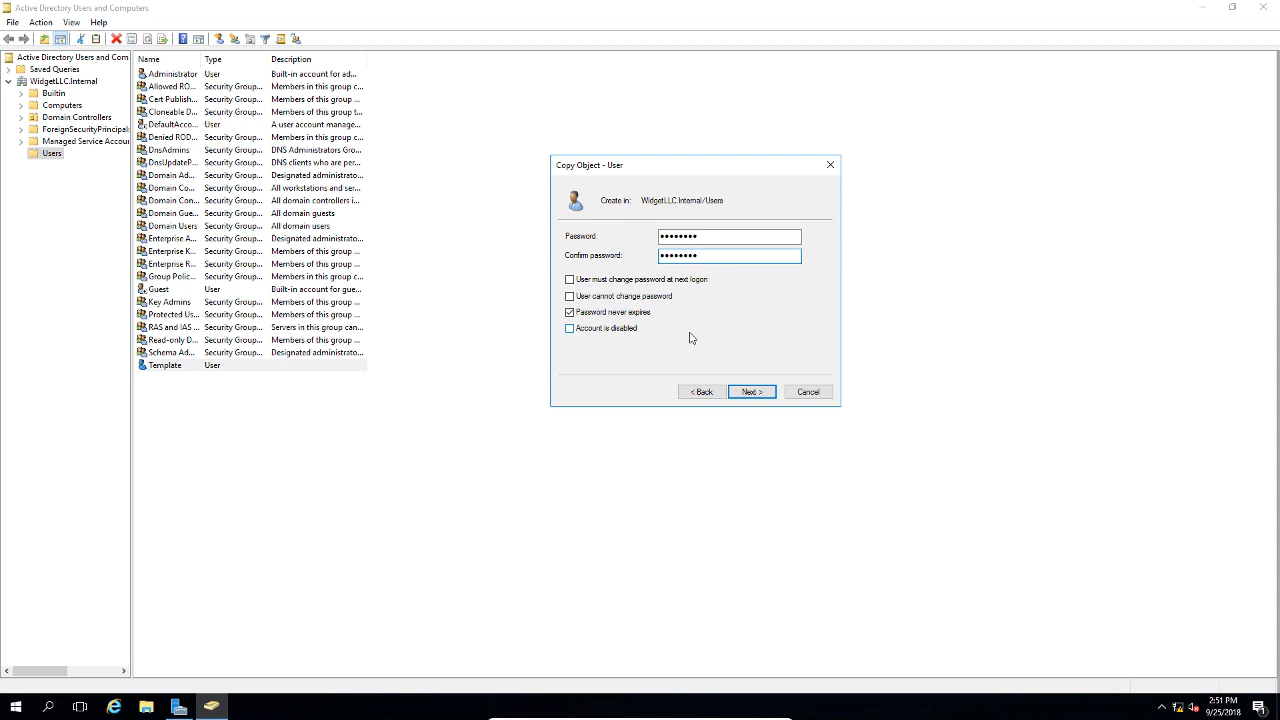 Active Directory Users and Computers
File Action View Help
Active Directory Users and Com
Saved Queries
WidgetLLC.Internal
Builtin
Computers
Domain Controllers
ForeignSecurityPrincipals
Managed Service Accou
Users
Name Type Description
Administrator User Built-in account for ad...
Allowed RO... Security Group... Members in this group c...
Cert Publish... Security Group... Members of this group ...
Cloneable D... Security Group... Members of this group t...
DefaultAcco... User A user account manage...
Denied ROD... Security Group... Members in this group c...
DnsAdmins Security Group... DNS Administrators Gro...
DnsUpdateP... Security Group... DNS clients who are per...
Domain Ad... Security Group... Designated administrato...
Domain Co... Security Group... All workstations and ser...
Domain Con... Security Group... All domain controllers i...
Domain Gue... Security Group... All domain guests
Domain Users Security Group... All domain users
Enterprise A... Security Group... Designated administrato...
Enterprise K... Security Group... Members of this group ...
Enterprise R... Security Group... Members of this group ...
Group Polic... Security Group... Members in this group c...
Guest User Built-in account for gue...
Key Admins Security Group... Members of this group ...
Protected Us... Security Group... Members of this group ...
RAS and IAS ... Security Group... Servers in this group can...
Read-only D... Security Group... Members of this group ...
Schema Ad... Security Group... Designated administrato...
Template User
Copy Object - User
Create in: WidgetLLC.Internal/Users
Password: ••••••••
Confirm password: ••••••••
User must change password at next logon
User cannot change password
Password never expires
Account is disabled
< Back Next > Cancel
2:51 PM
9/25/2018